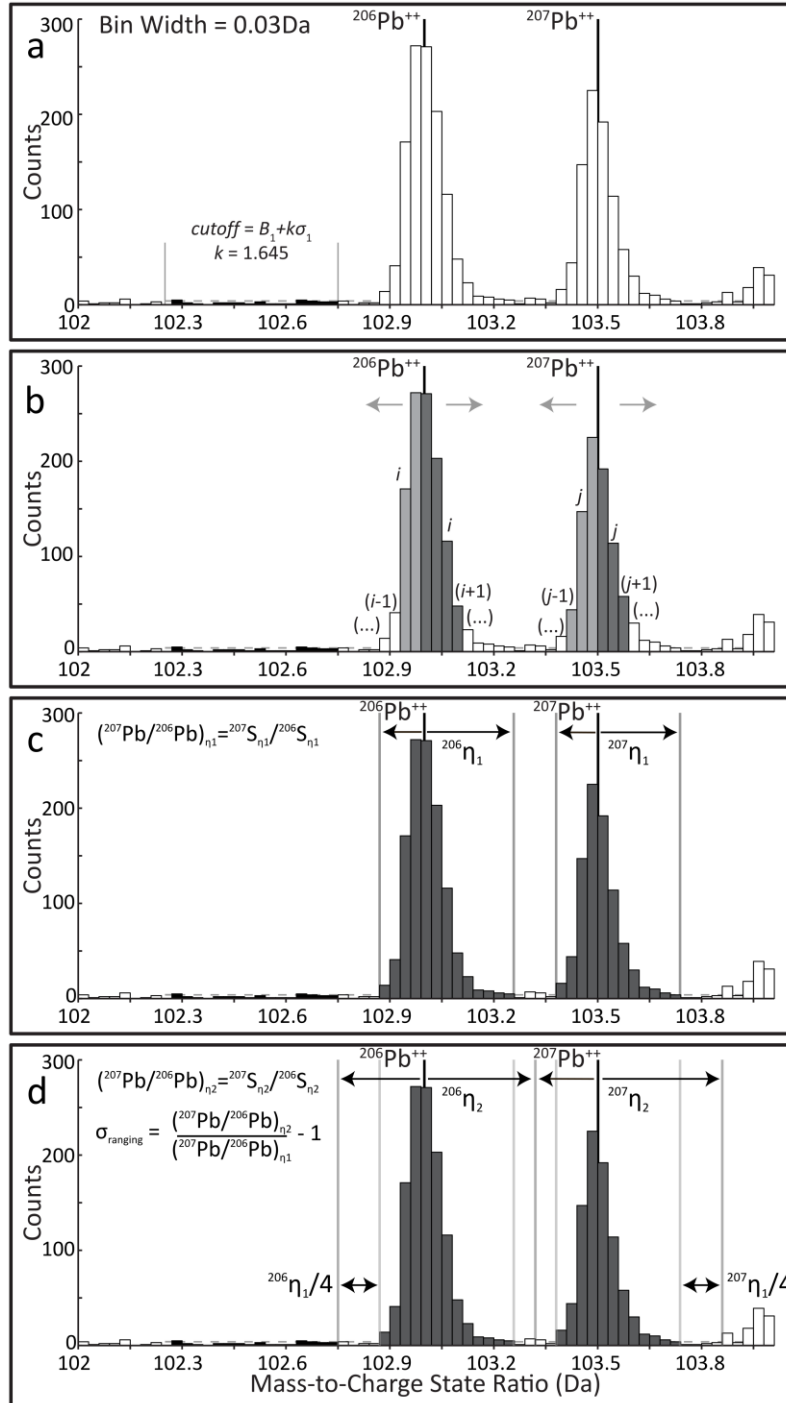 a
Bin Width = 0.03Da
²⁰⁶Pb⁺⁺ ²⁰⁷Pb⁺⁺
cutoff = B₁+kσ₁
k = 1.645
Counts
300
200
100
0
102 102.3 102.6 102.9 103.2 103.5 103.8
b
²⁰⁶Pb⁺⁺ ²⁰⁷Pb⁺⁺
i i j j
(i-1) (i+1) (j-1) (j+1)
(...) (...) (...) (...)
Counts
300
200
100
0
102 102.3 102.6 102.9 103.2 103.5 103.8
c
²⁰⁶Pb⁺⁺ ²⁰⁷Pb⁺⁺
(²⁰⁷Pb/²⁰⁶Pb)η₁=²⁰⁷Sη₁/²⁰⁶Sη₁
²⁰⁶η₁ ²⁰⁷η₁
Counts
300
200
100
0
102 102.3 102.6 102.9 103.2 103.5 103.8
d
²⁰⁶Pb⁺⁺ ²⁰⁷Pb⁺⁺
(²⁰⁷Pb/²⁰⁶Pb)η₂=²⁰⁷Sη₂/²⁰⁶Sη₂
²⁰⁶η₂ ²⁰⁷η₂
σranging = (²⁰⁷Pb/²⁰⁶Pb)η₂ / (²⁰⁷Pb/²⁰⁶Pb)η₁ - 1
²⁰⁶η₁/4 ²⁰⁷η₁/4
Counts
300
200
100
0
102 102.3 102.6 102.9 103.2 103.5 103.8
Mass-to-Charge State Ratio (Da)